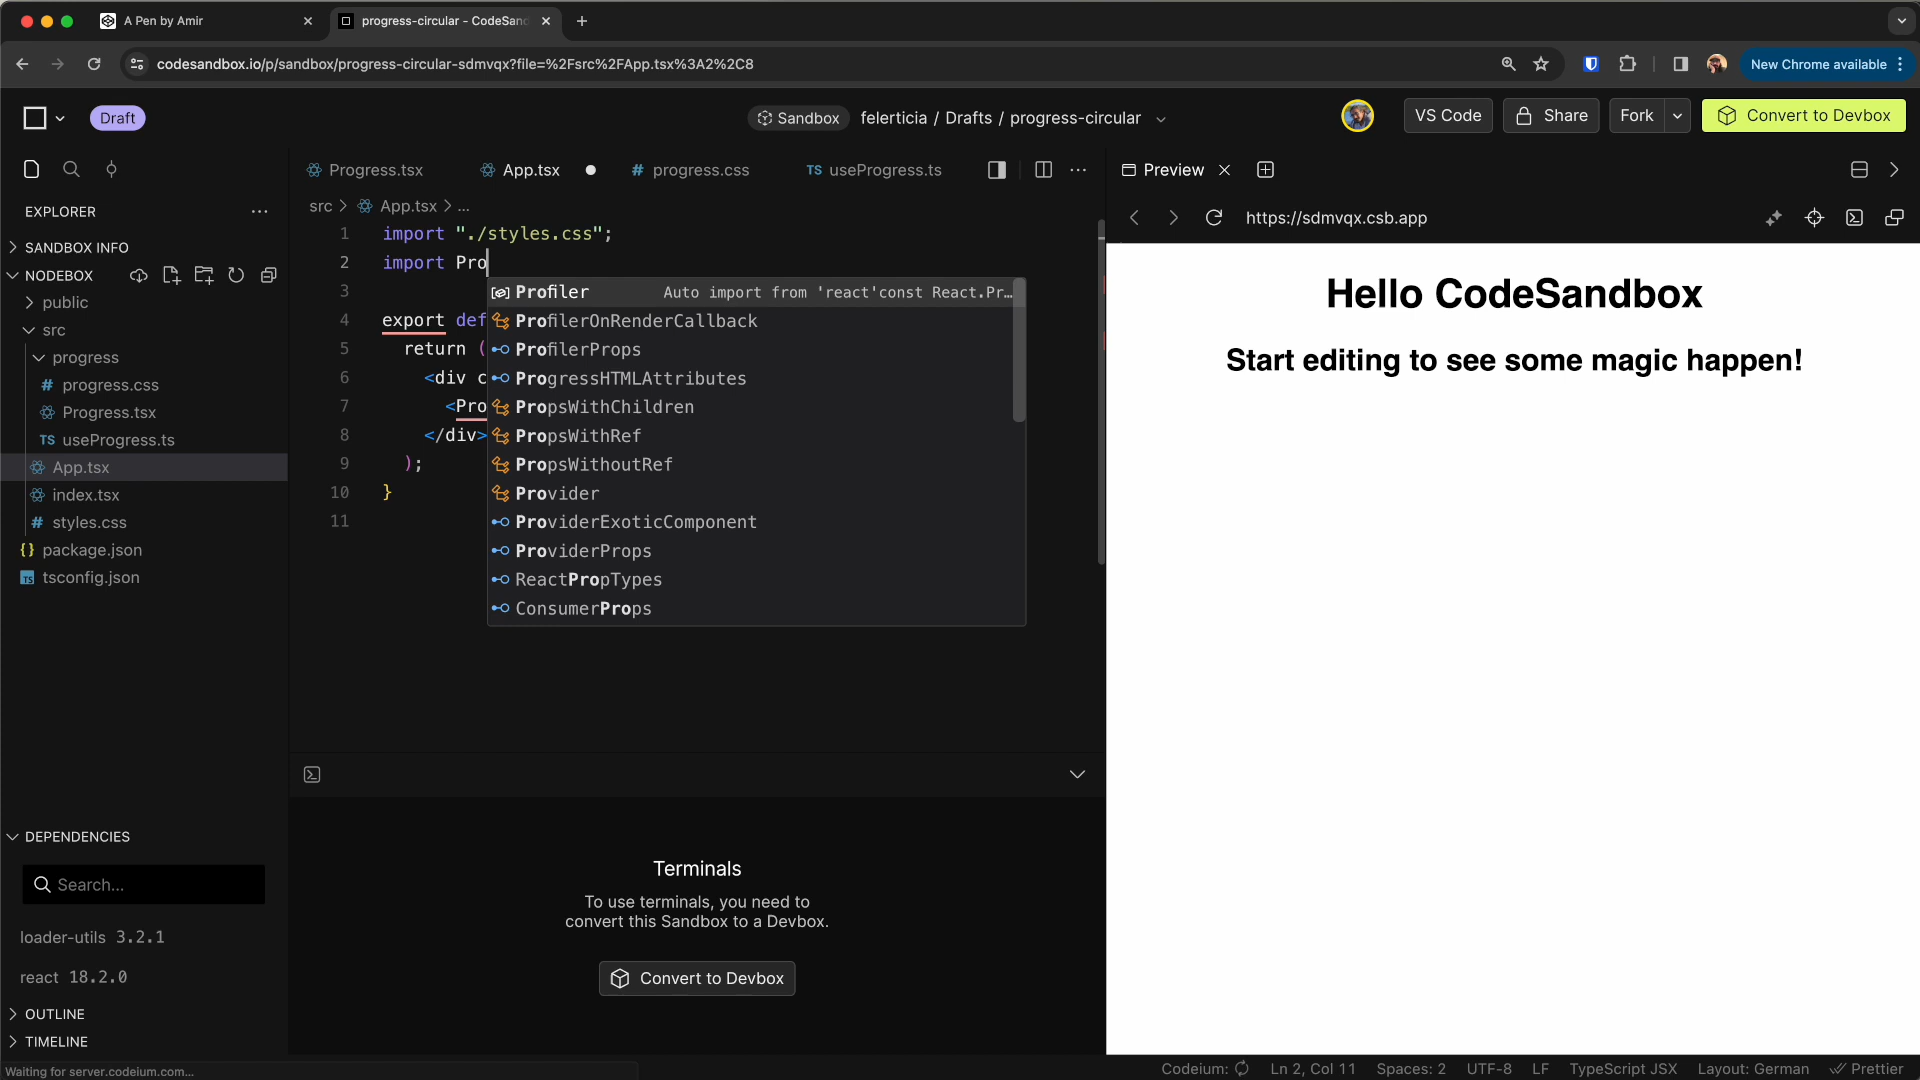 A Pen by Amir
progress-circular - CodeSand
codesandbox.io/p/sandbox/progress-circular-sdmvqx?file=%2Fsrc%2FApp.tsx%3A2%2C8
New Chrome available
Draft
Sandbox
felerticia / Drafts / progress-circular
VS Code
Share
Fork
Convert to Devbox
EXPLORER
SANDBOX INFO
NODEBOX
public
src
progress
# progress.css
Progress.tsx
TS useProgress.ts
App.tsx
index.tsx
# styles.css
{} package.json
TS tsconfig.json
DEPENDENCIES
Search...
loader-utils 3.2.1
react 18.2.0
OUTLINE
TIMELINE
Progress.tsx
App.tsx
# progress.css
TS useProgress.ts
src > App.tsx > ...
1 import "./styles.css";
2 import Pro
3
4 export def
5 return (
6 <div c
7 <Pro
8 </div>
9 );
10 }
11
Profiler Auto import from 'react'const React.Pr…
ProfilerOnRenderCallback
ProfilerProps
ProgressHTMLAttributes
PropsWithChildren
PropsWithRef
PropsWithoutRef
Provider
ProviderExoticComponent
ProviderProps
ReactPropTypes
ConsumerProps
Terminals
To use terminals, you need to
convert this Sandbox to a Devbox.
Convert to Devbox
Preview
https://sdmvqx.csb.app
Hello CodeSandbox
Start editing to see some magic happen!
Waiting for server.codeium.com...
Codeium:
Ln 2, Col 11
Spaces: 2
UTF-8
LF
TypeScript JSX
Layout: German
Prettier